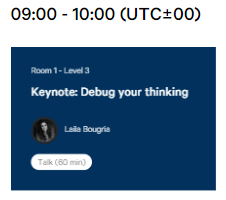 09:00 - 10:00 (UTC±00)
Room 1 - Level 3
Keynote: Debug your thinking
Laila Bougria
Talk (60 min)